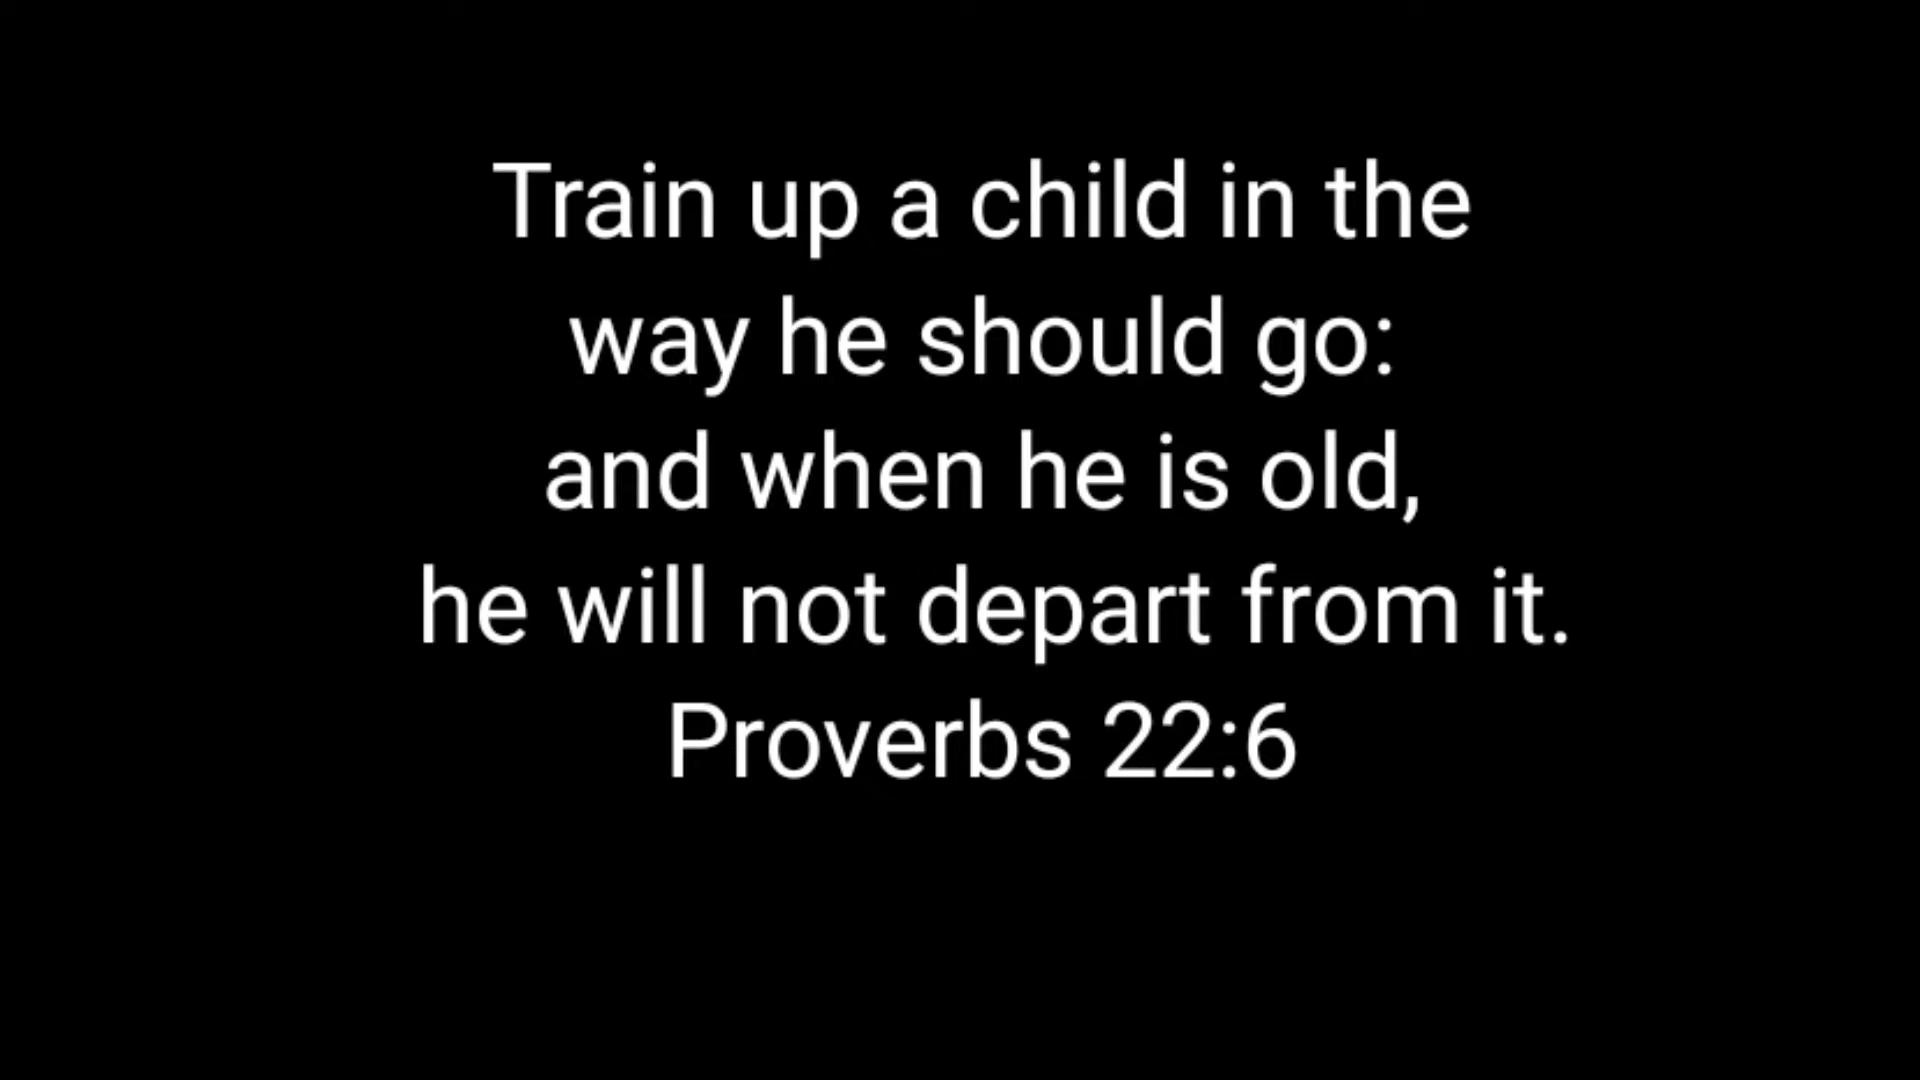 Train up a child in the
way he should go:
and when he is old,
he will not depart from it.
Proverbs 22:6